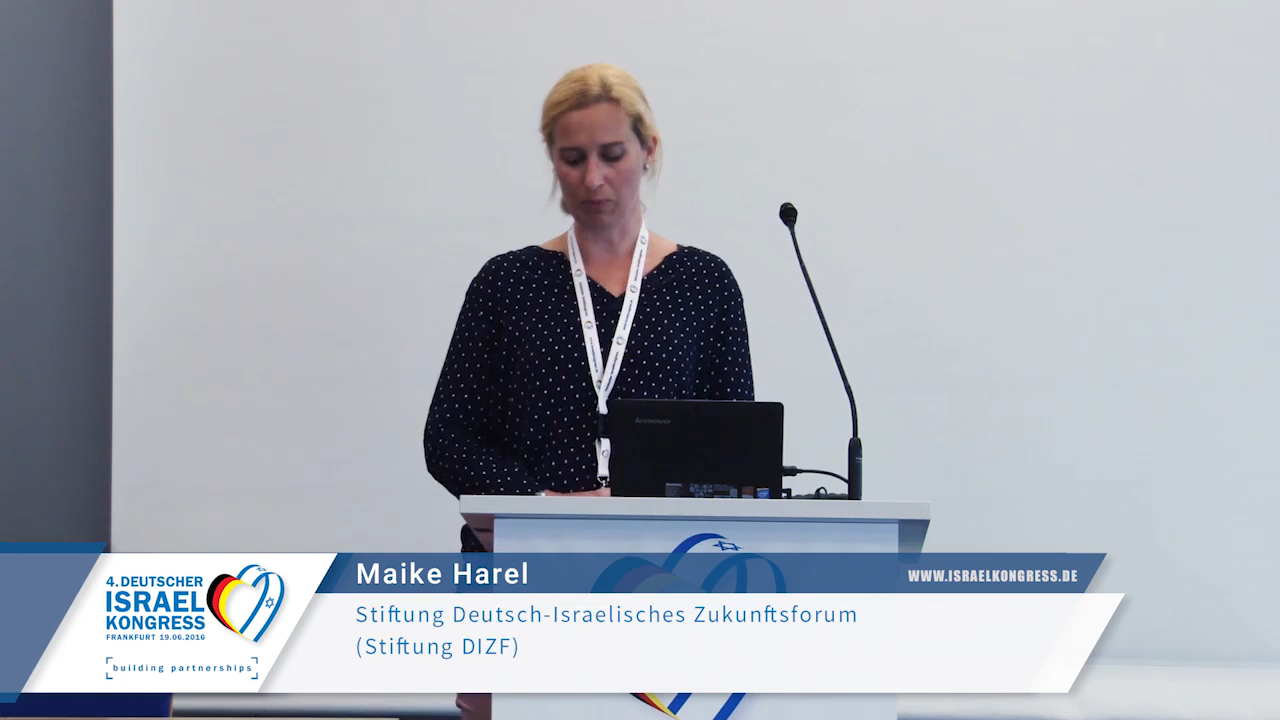 lenovo
Maike Harel
WWW.ISRAELKONGRESS.DE
Stiftung Deutsch-Israelisches Zukunftsforum
(Stiftung DIZF)
4. DEUTSCHER
ISRAEL
KONGRESS
FRANKFURT 19.06.2016
building partnerships